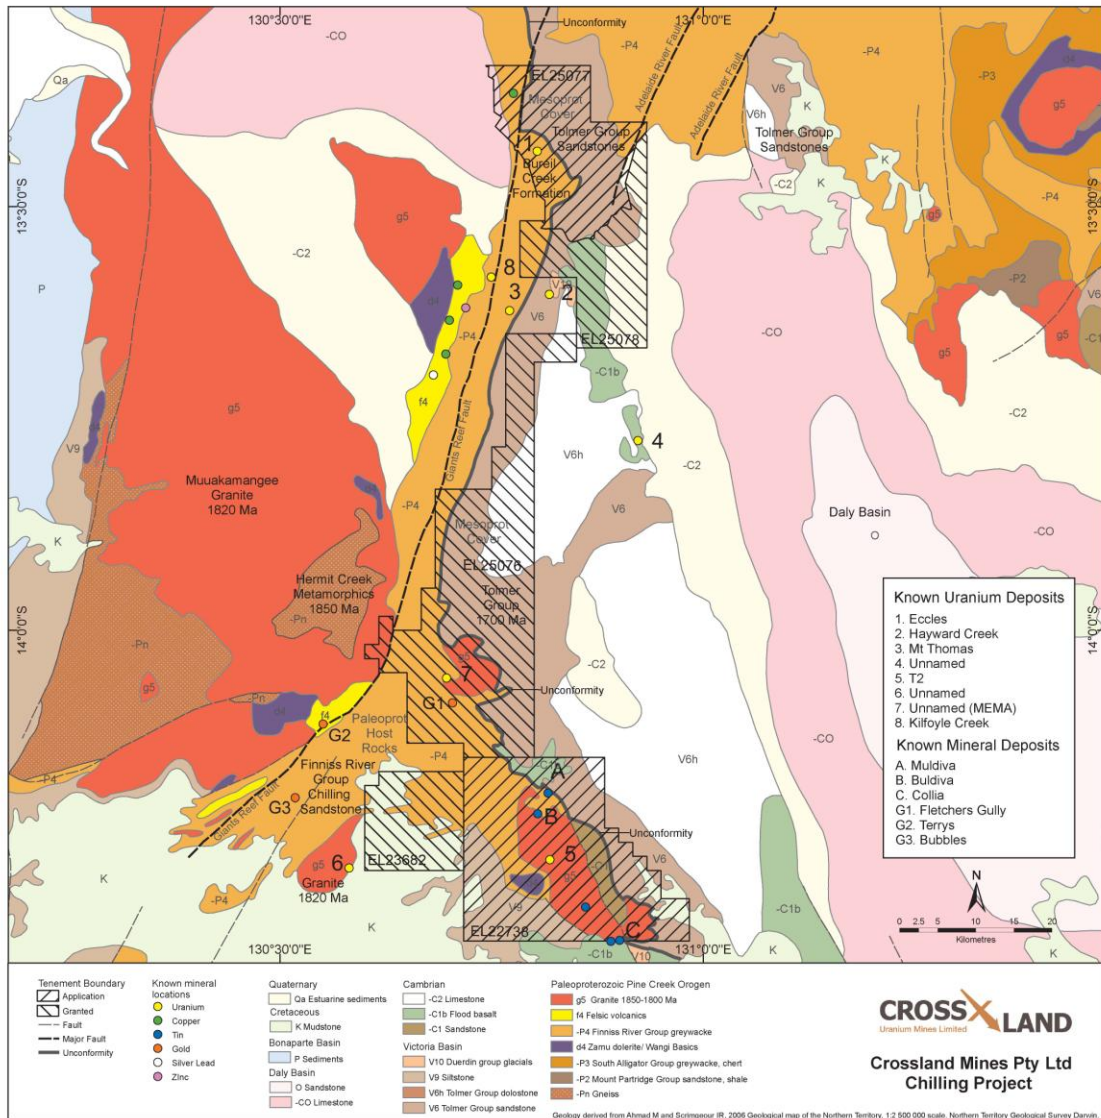 130°30'0"E
131°0'0"E
Unconformity
-CO
-P4
Qa
EL25077
Mesoprot
Cover
Adelaide River Fault
Adelaide River Fault
-P3
d4
g5
V6
K
V6h
Tolmer Group
Sandstones
Tolmer Group
Sandstones
1
Bureil
Creek
Formation
K
K
-C2
K
-P4
13°30'0"S
13°30'0"S
g5
g5
-C2
-P2
P
8
V10
2
d4
3
V6
-P4
-CO
V6
-C1
g5
g5
EL25078
-C1b
g5
f4
Giants Reef Fault
-C2
4
V9
V6h
-C2
Muuakamangee
Granite
1820 Ma
-P4
V6
Mesoprot
Cover
Daly Basin
O
-CO
K
EL25076
Hermit Creek
Metamorphics
1850 Ma
Tolmer
Group
1700 Ma
-Pn
-Pn
14°0'0"S
14°0'0"S
g5
g5
7
-C2
Unconformity
G1
-Pn
d4
f4
G2
Paleoprot
Host
Rocks
-P4
-CO
V6h
-P4
Finniss River
Group
Chilling
Sandstone
A
G3
Giants Reef Fault
B
Unconformity
5
g5
6
EL23682
V6
g5
Granite
1820 Ma
-P4
V9
-C1
K
K
-C1b
EL22738
C
-C1b
V10
K
K
130°30'0"E
131°0'0"E
Known Uranium Deposits
1. Eccles
2. Hayward Creek
3. Mt Thomas
4. Unnamed
5. T2
6. Unnamed
7. Unnamed (MEMA)
8. Kilfoyle Creek
Known Mineral Deposits
A. Muldiva
B. Buldiva
C. Collia
G1. Fletchers Gully
G2. Terrys
G3. Bubbles
N
0 2.5 5 10 15 20
Kilometres
Tenement Boundary
Application
Granted
Fault
Major Fault
Unconformity
Known mineral
locations
Uranium
Copper
Tin
Gold
Silver Lead
ZInc
Quaternary
Qa Estuarine sediments
Cretaceous
K Mudstone
Bonaparte Basin
P Sediments
Daly Basin
O Sandstone
-CO Limestone
Cambrian
-C2 Limestone
-C1b Flood basalt
-C1 Sandstone
Victoria Basin
V10 Duerdin group glacials
V9 Siltstone
V6h Tolmer Group dolostone
V6 Tolmer Group sandstone
Paleoproterozoic Pine Creek Orogen
g5 Granite 1850-1800 Ma
f4 Felsic volcanics
-P4 Finniss River Group greywacke
d4 Zamu dolerite/ Wangi Basics
-P3 South Alligator Group greywacke, chert
-P2 Mount Partridge Group sandstone, shale
-Pn Gneiss
CROSS LAND
Uranium Mines Limited
Crossland Mines Pty Ltd
Chilling Project
Geology derived from Ahmad M and Scrimgeour IR, 2006 Geological map of the Northern Territory, 1:2 500 000 scale. Northern Territory Geological Survey Darwin.